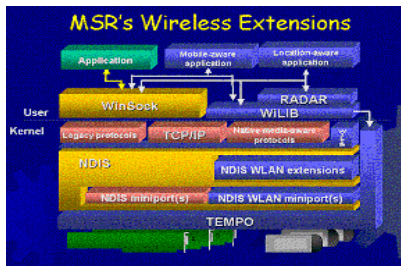 MSR's Wireless Extensions
Application
Mobile-aware
application
Location-aware
application
WinSock
RADAR
WiLIB
User
Kernel
Legacy protocols
TCP/IP
Native media-aware
protocols
NDIS
NDIS WLAN extensions
NDIS miniport(s)
NDIS WLAN miniport(s)
TEMPO